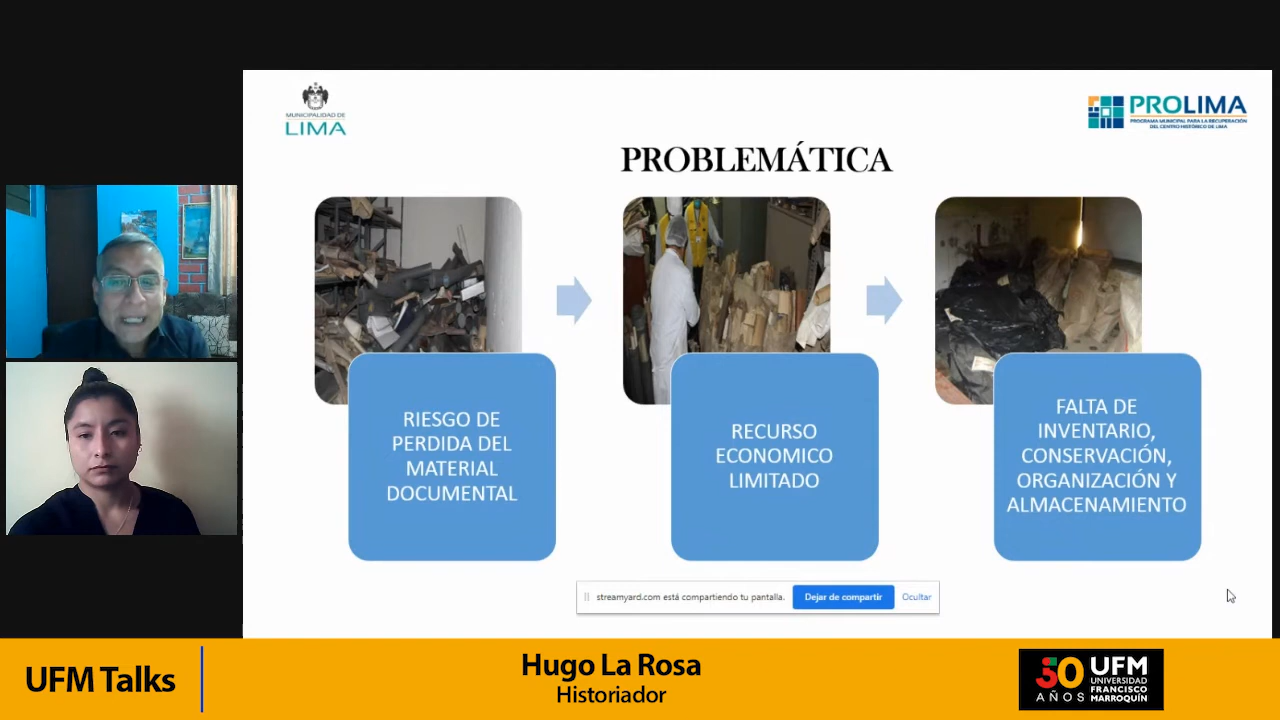 MUNICIPALIDAD DE
LIMA
PROLIMA
PROGRAMA MUNICIPAL PARA LA RECUPERACIÓN
DEL CENTRO HISTÓRICO DE LIMA
PROBLEMÁTICA
RIESGO DE
PERDIDA DEL
MATERIAL
DOCUMENTAL
RECURSO
ECONOMICO
LIMITADO
FALTA DE
INVENTARIO,
CONSERVACIÓN,
ORGANIZACIÓN Y
ALMACENAMIENTO
streamyard.com está compartiendo tu pantalla.
Dejar de compartir
Ocultar
UFM Talks
Hugo La Rosa
Historiador
50
AÑOS
UFM
UNIVERSIDAD
FRANCISCO
MARROQUÍN